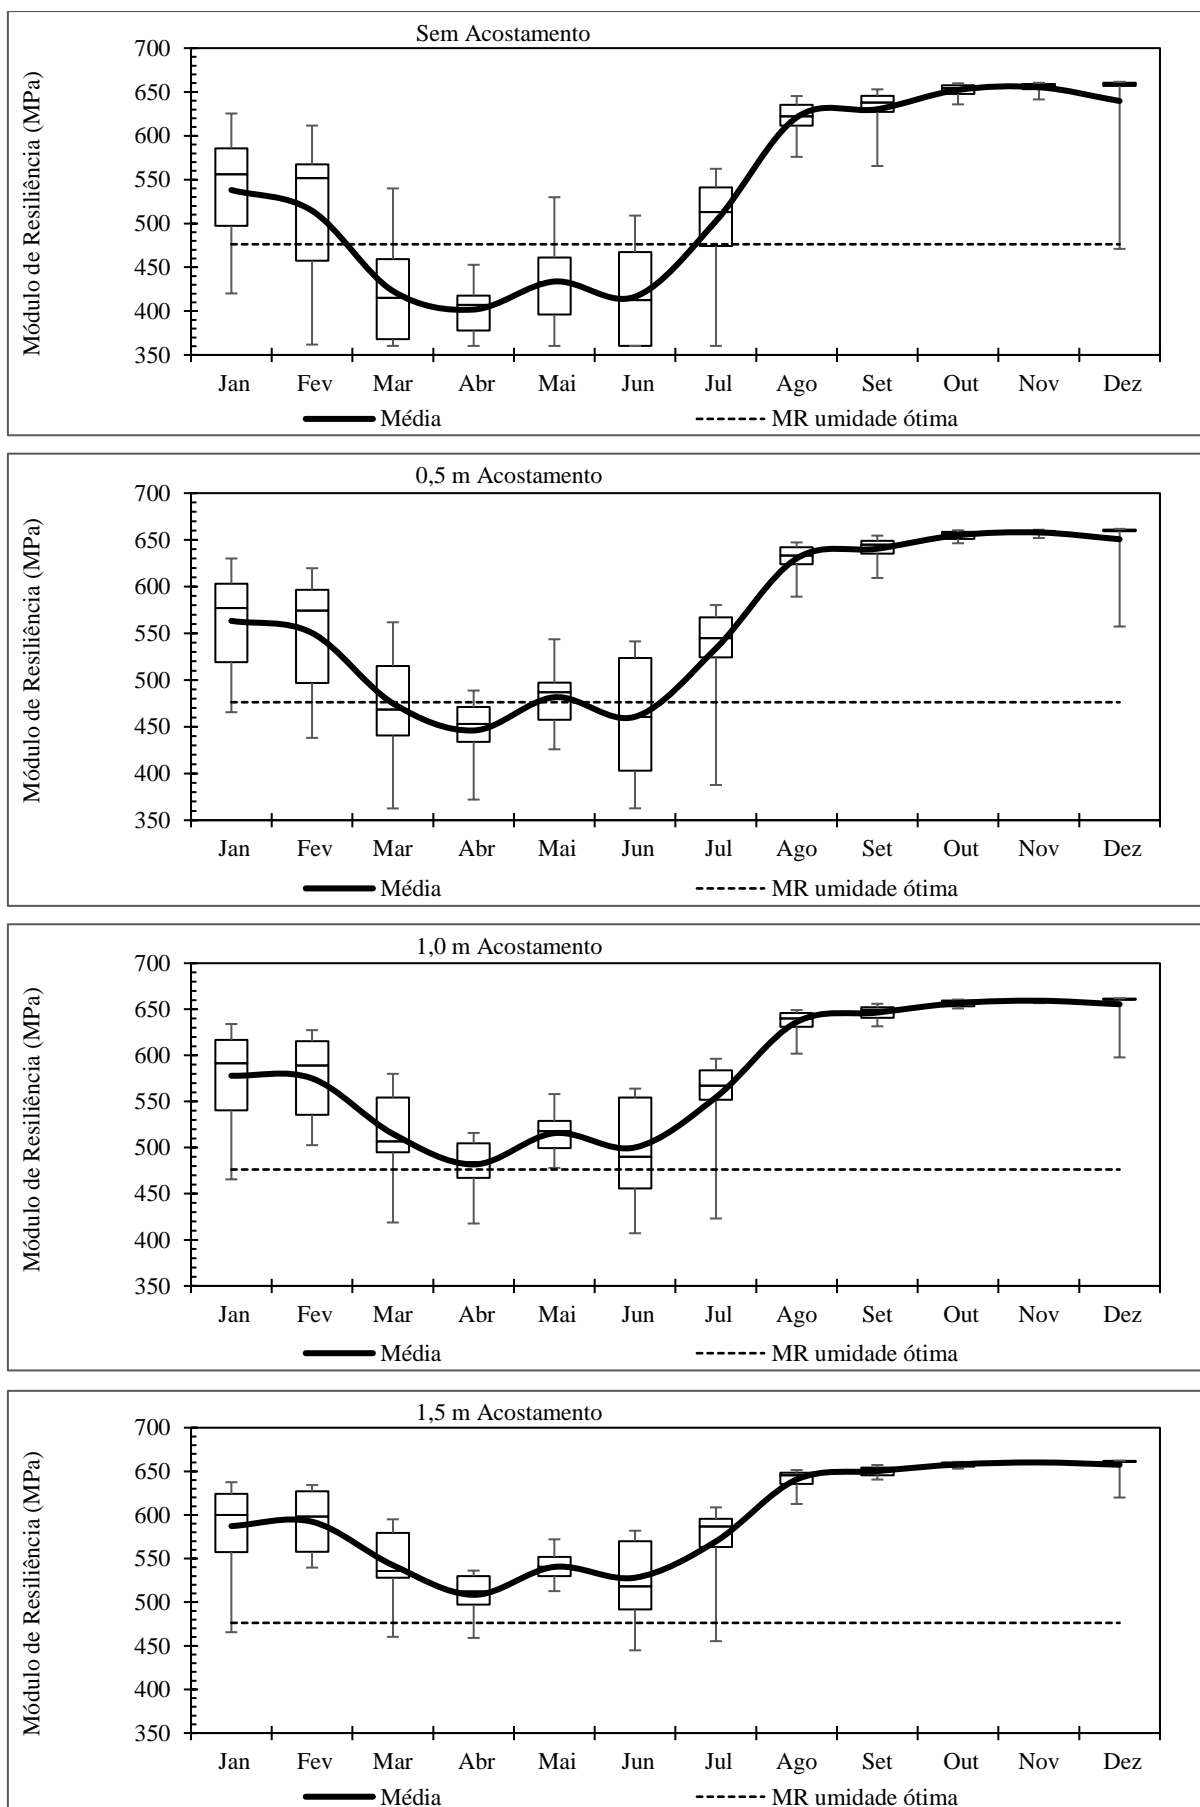 Sem Acostamento
Módulo de Resiliência (MPa)
700
650
600
550
500
450
400
350
Jan Fev Mar Abr Mai Jun Jul Ago Set Out Nov Dez
Média MR umidade ótima
0,5 m Acostamento
Módulo de Resiliência (MPa)
700
650
600
550
500
450
400
350
Jan Fev Mar Abr Mai Jun Jul Ago Set Out Nov Dez
Média MR umidade ótima
1,0 m Acostamento
Módulo de Resiliência (MPa)
700
650
600
550
500
450
400
350
Jan Fev Mar Abr Mai Jun Jul Ago Set Out Nov Dez
Média MR umidade ótima
1,5 m Acostamento
Módulo de Resiliência (MPa)
700
650
600
550
500
450
400
350
Jan Fev Mar Abr Mai Jun Jul Ago Set Out Nov Dez
Média MR umidade ótima